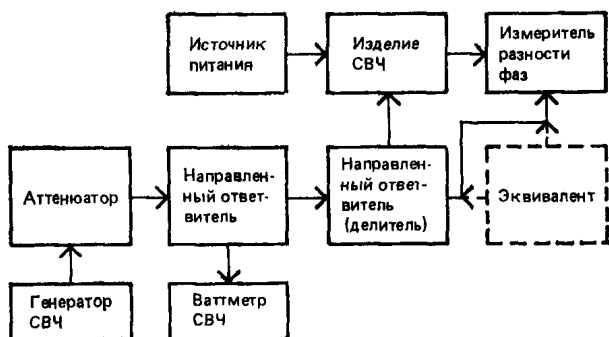 Источник
питания
Изделие
СВЧ
Измеритель
разности
фаз
Аттенюатор
Направлен-
ный ответ-
витель
Направлен-
ный ответ-
витель
(делитель)
Эквивалент
Генератор
СВЧ
Ваттметр
СВЧ